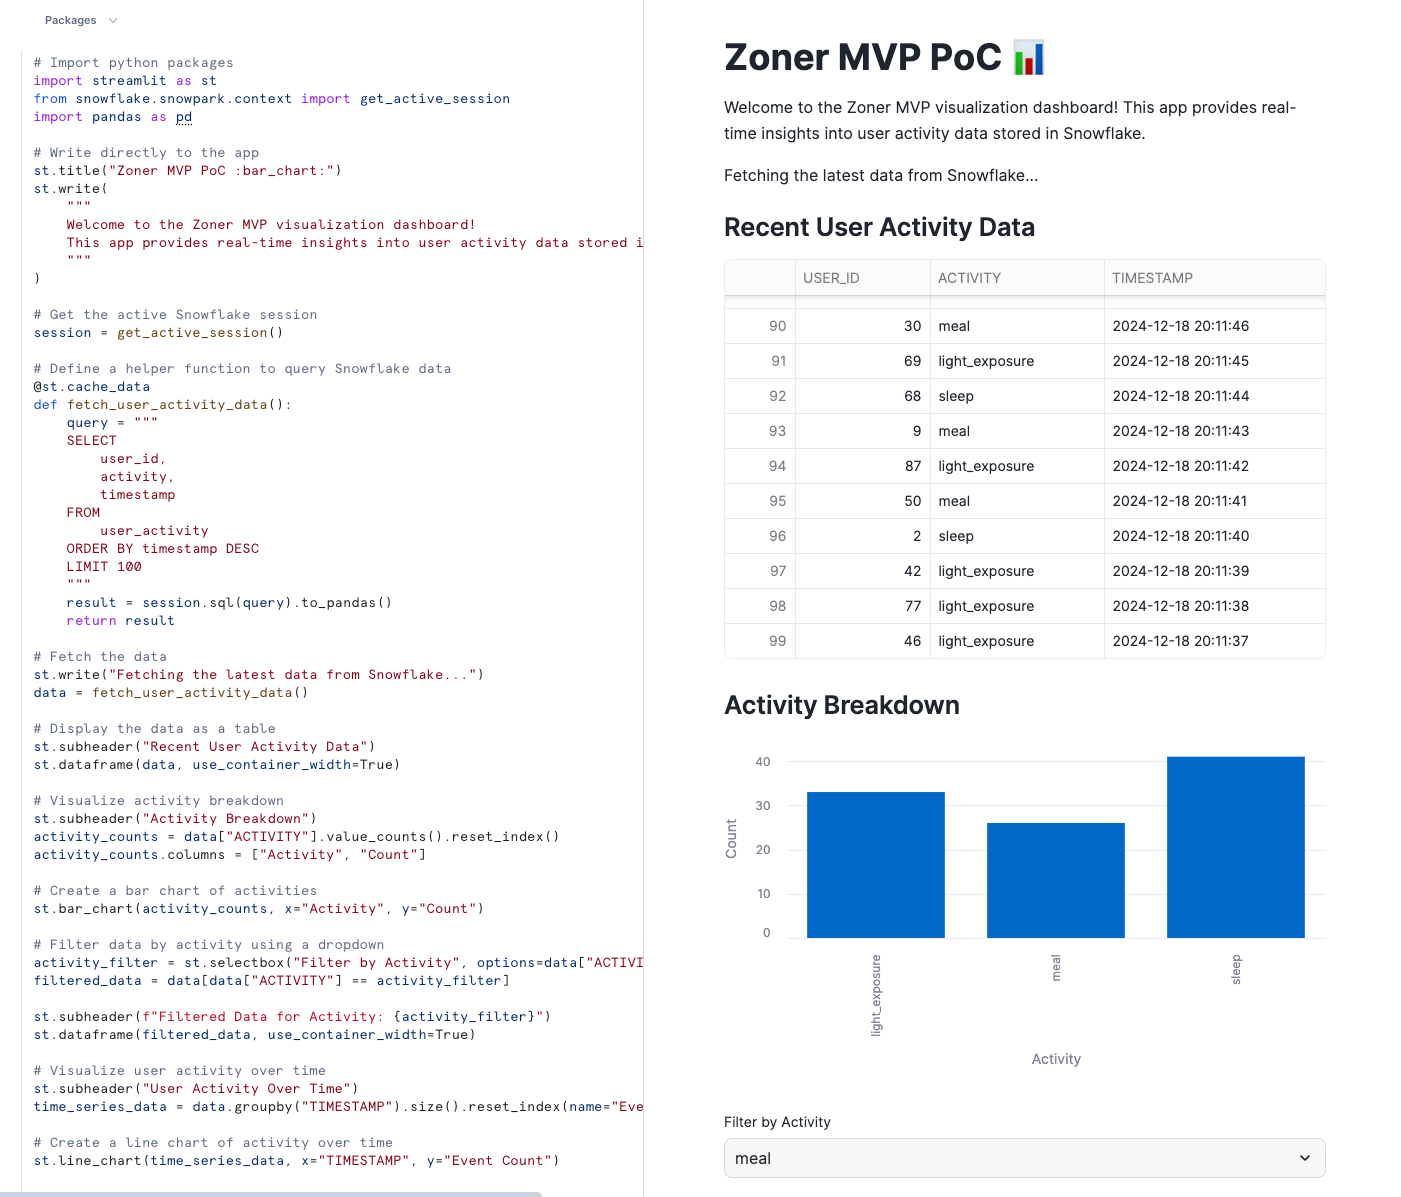 Packages
# Import python packages
import streamlit as st
from snowflake.snowpark.context import get_active_session
import pandas as pd
# Write directly to the app
st.title("Zoner MVP PoC :bar_chart:")
st.write(
"""
Welcome to the Zoner MVP visualization dashboard!
This app provides real-time insights into user activity data stored i
"""
)
# Get the active Snowflake session
session = get_active_session()
# Define a helper function to query Snowflake data
@st.cache_data
def fetch_user_activity_data():
query = """
SELECT
user_id,
activity,
timestamp
FROM
user_activity
ORDER BY timestamp DESC
LIMIT 100
"""
result = session.sql(query).to_pandas()
return result
# Fetch the data
st.write("Fetching the latest data from Snowflake...")
data = fetch_user_activity_data()
# Display the data as a table
st.subheader("Recent User Activity Data")
st.dataframe(data, use_container_width=True)
# Visualize activity breakdown
st.subheader("Activity Breakdown")
activity_counts = data["ACTIVITY"].value_counts().reset_index()
activity_counts.columns = ["Activity", "Count"]
# Create a bar chart of activities
st.bar_chart(activity_counts, x="Activity", y="Count")
# Filter data by activity using a dropdown
activity_filter = st.selectbox("Filter by Activity", options=data["ACTIVI
filtered_data = data[data["ACTIVITY"] == activity_filter]
st.subheader(f"Filtered Data for Activity: {activity_filter}")
st.dataframe(filtered_data, use_container_width=True)
# Visualize user activity over time
st.subheader("User Activity Over Time")
time_series_data = data.groupby("TIMESTAMP").size().reset_index(name="Eve
# Create a line chart of activity over time
st.line_chart(time_series_data, x="TIMESTAMP", y="Event Count")
Zoner MVP PoC
Welcome to the Zoner MVP visualization dashboard! This app provides real-
time insights into user activity data stored in Snowflake.
Fetching the latest data from Snowflake...
Recent User Activity Data
USER_ID ACTIVITY TIMESTAMP
90 30 meal 2024-12-18 20:11:46
91 69 light_exposure 2024-12-18 20:11:45
92 68 sleep 2024-12-18 20:11:44
93 9 meal 2024-12-18 20:11:43
94 87 light_exposure 2024-12-18 20:11:42
95 50 meal 2024-12-18 20:11:41
96 2 sleep 2024-12-18 20:11:40
97 42 light_exposure 2024-12-18 20:11:39
98 77 light_exposure 2024-12-18 20:11:38
99 46 light_exposure 2024-12-18 20:11:37
Activity Breakdown
40
30
20
10
0
Count
light_exposure
meal
sleep
Activity
Filter by Activity
meal